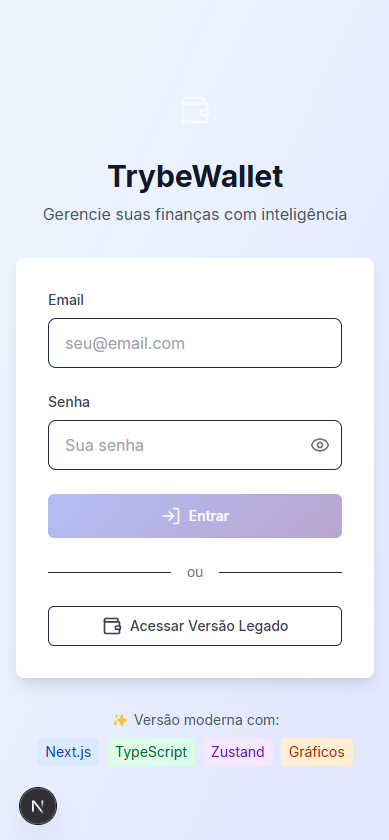 TrybeWallet
Gerencie suas finanças com inteligência
Email
seu@email.com
Senha
Sua senha
Entrar
ou
Acessar Versão Legado
✨ Versão moderna com:
Next.js TypeScript Zustand Gráficos
N